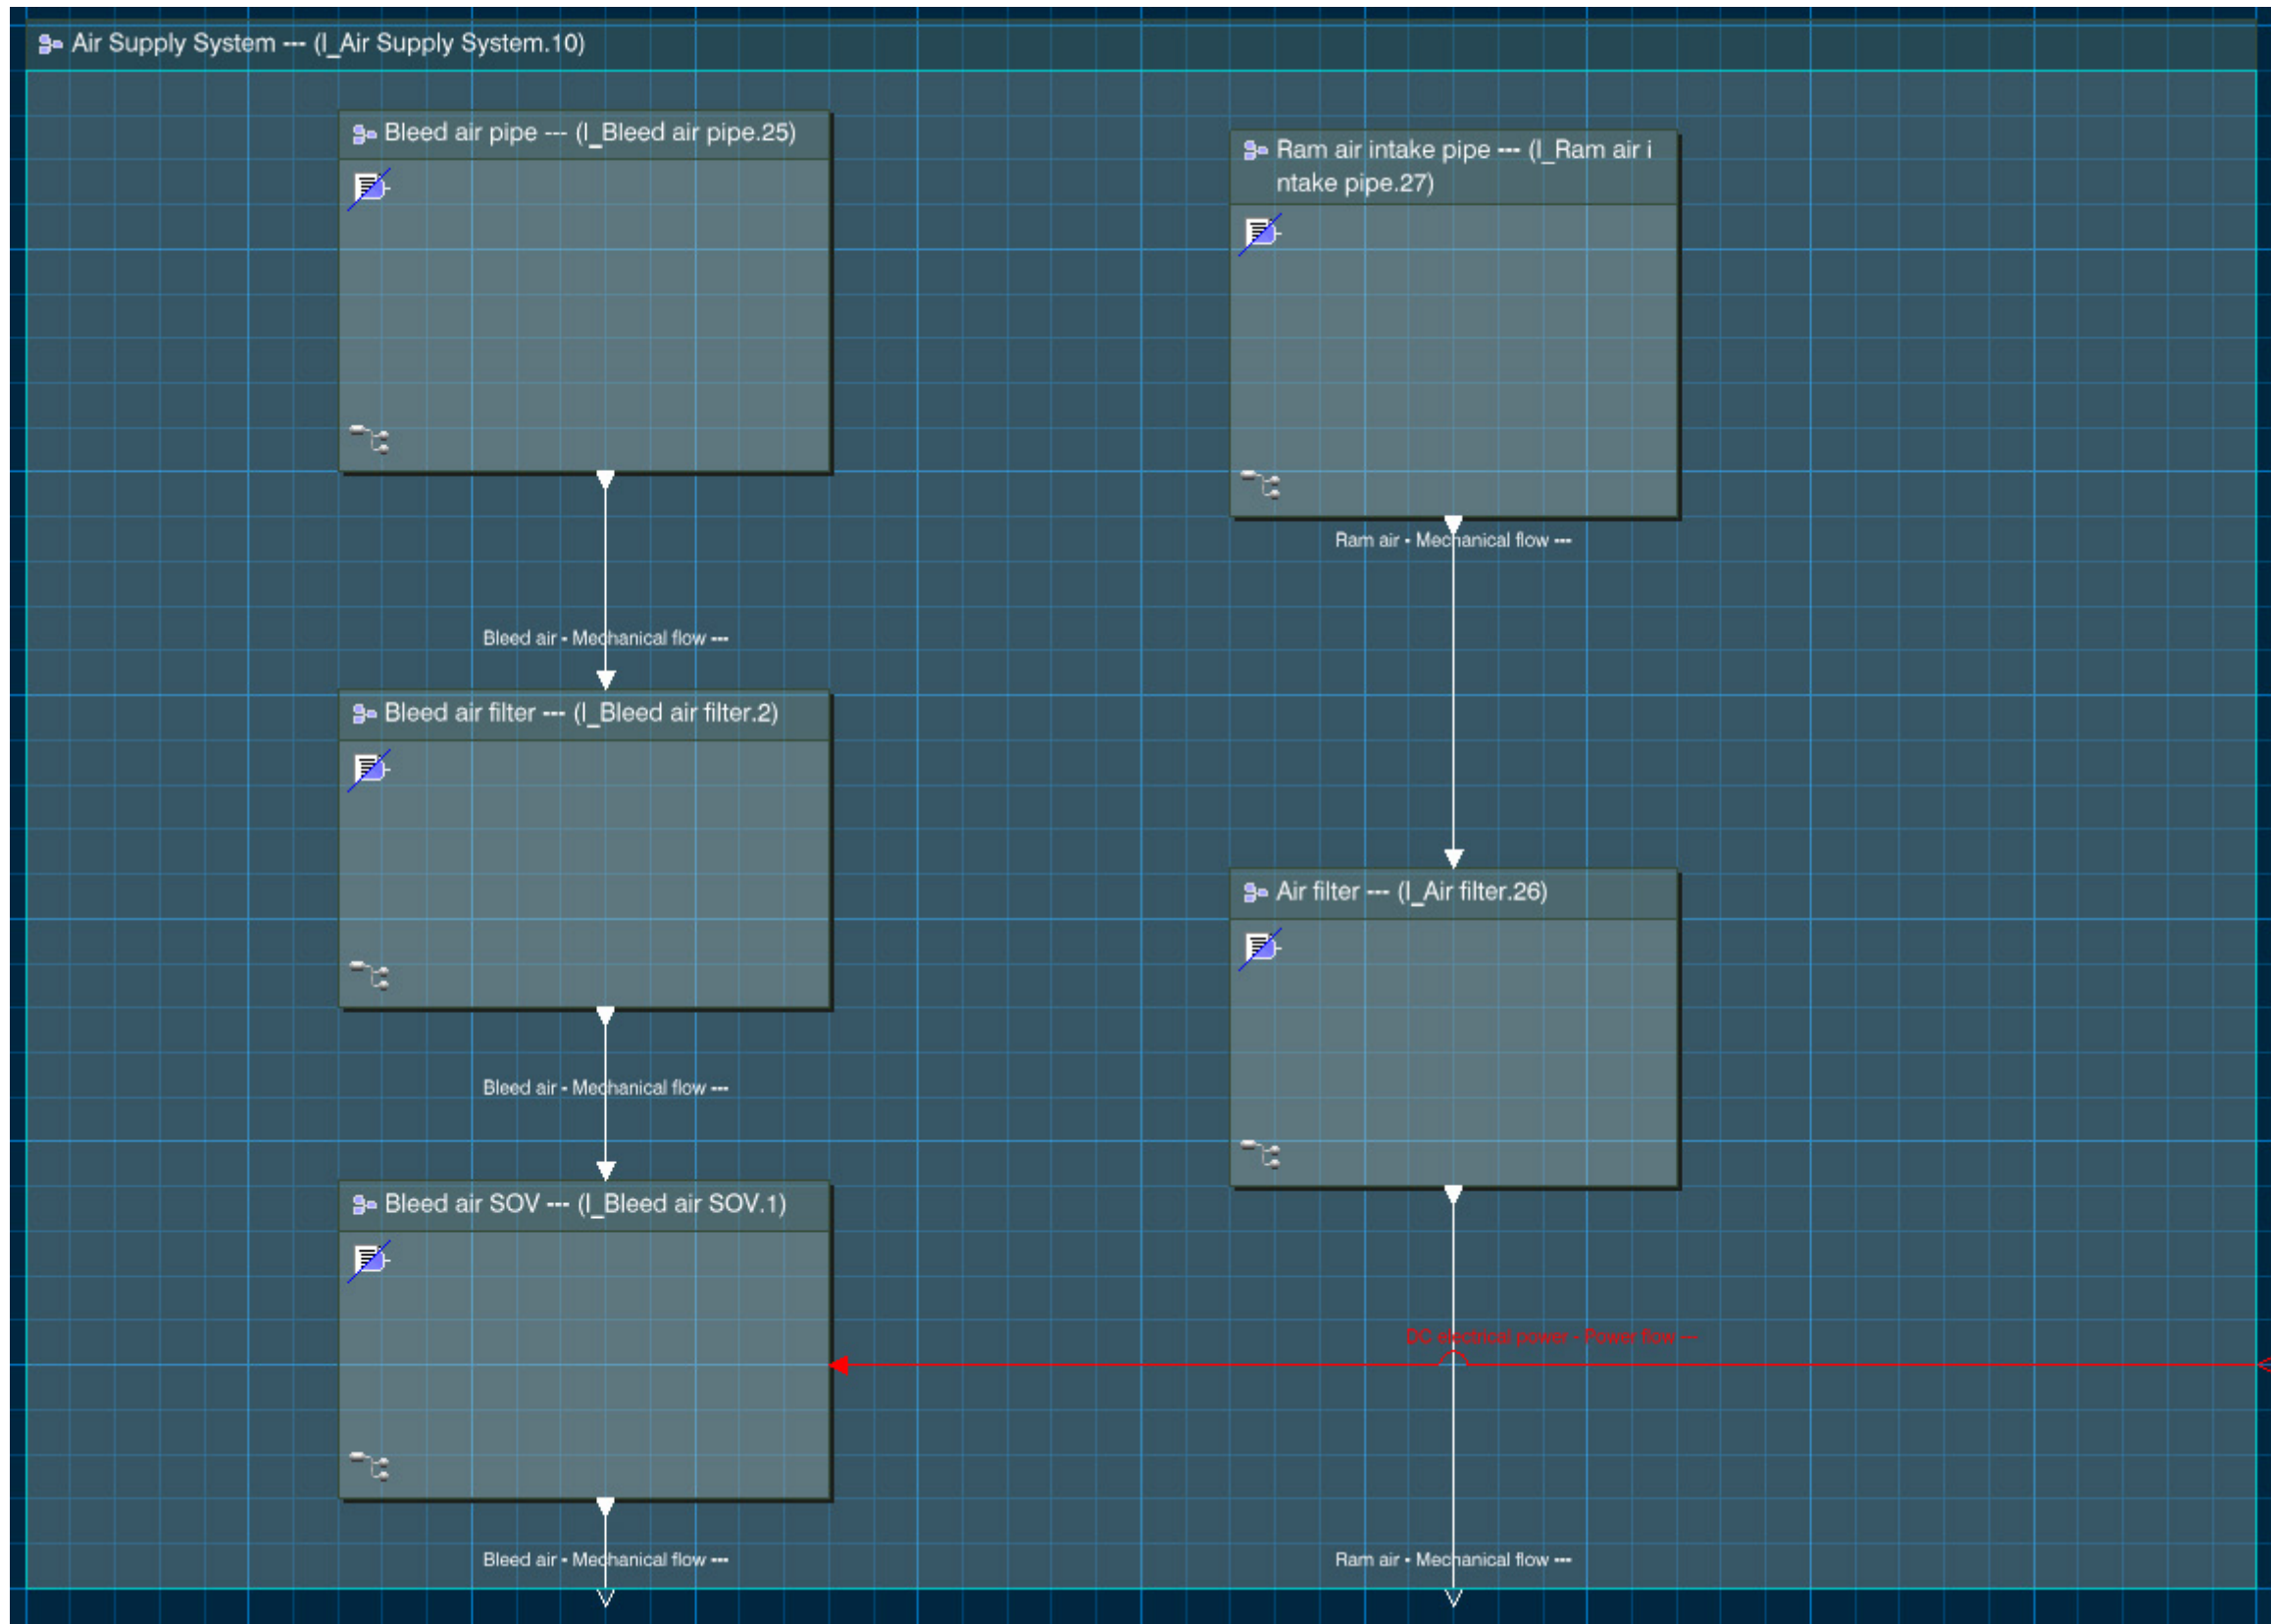 Air Supply System --- (I_Air Supply System.10)
Bleed air pipe --- (I_Bleed air pipe.25)
Ram air intake pipe --- (I_Ram air i
ntake pipe.27)
Ram air - Mechanical flow ---
Bleed air - Mechanical flow ---
Bleed air filter --- (I_Bleed air filter.2)
Air filter --- (I_Air filter.26)
Bleed air - Mechanical flow ---
Bleed air SOV --- (I_Bleed air SOV.1)
DC electrical power - Power flow ---
Bleed air - Mechanical flow ---
Ram air - Mechanical flow ---